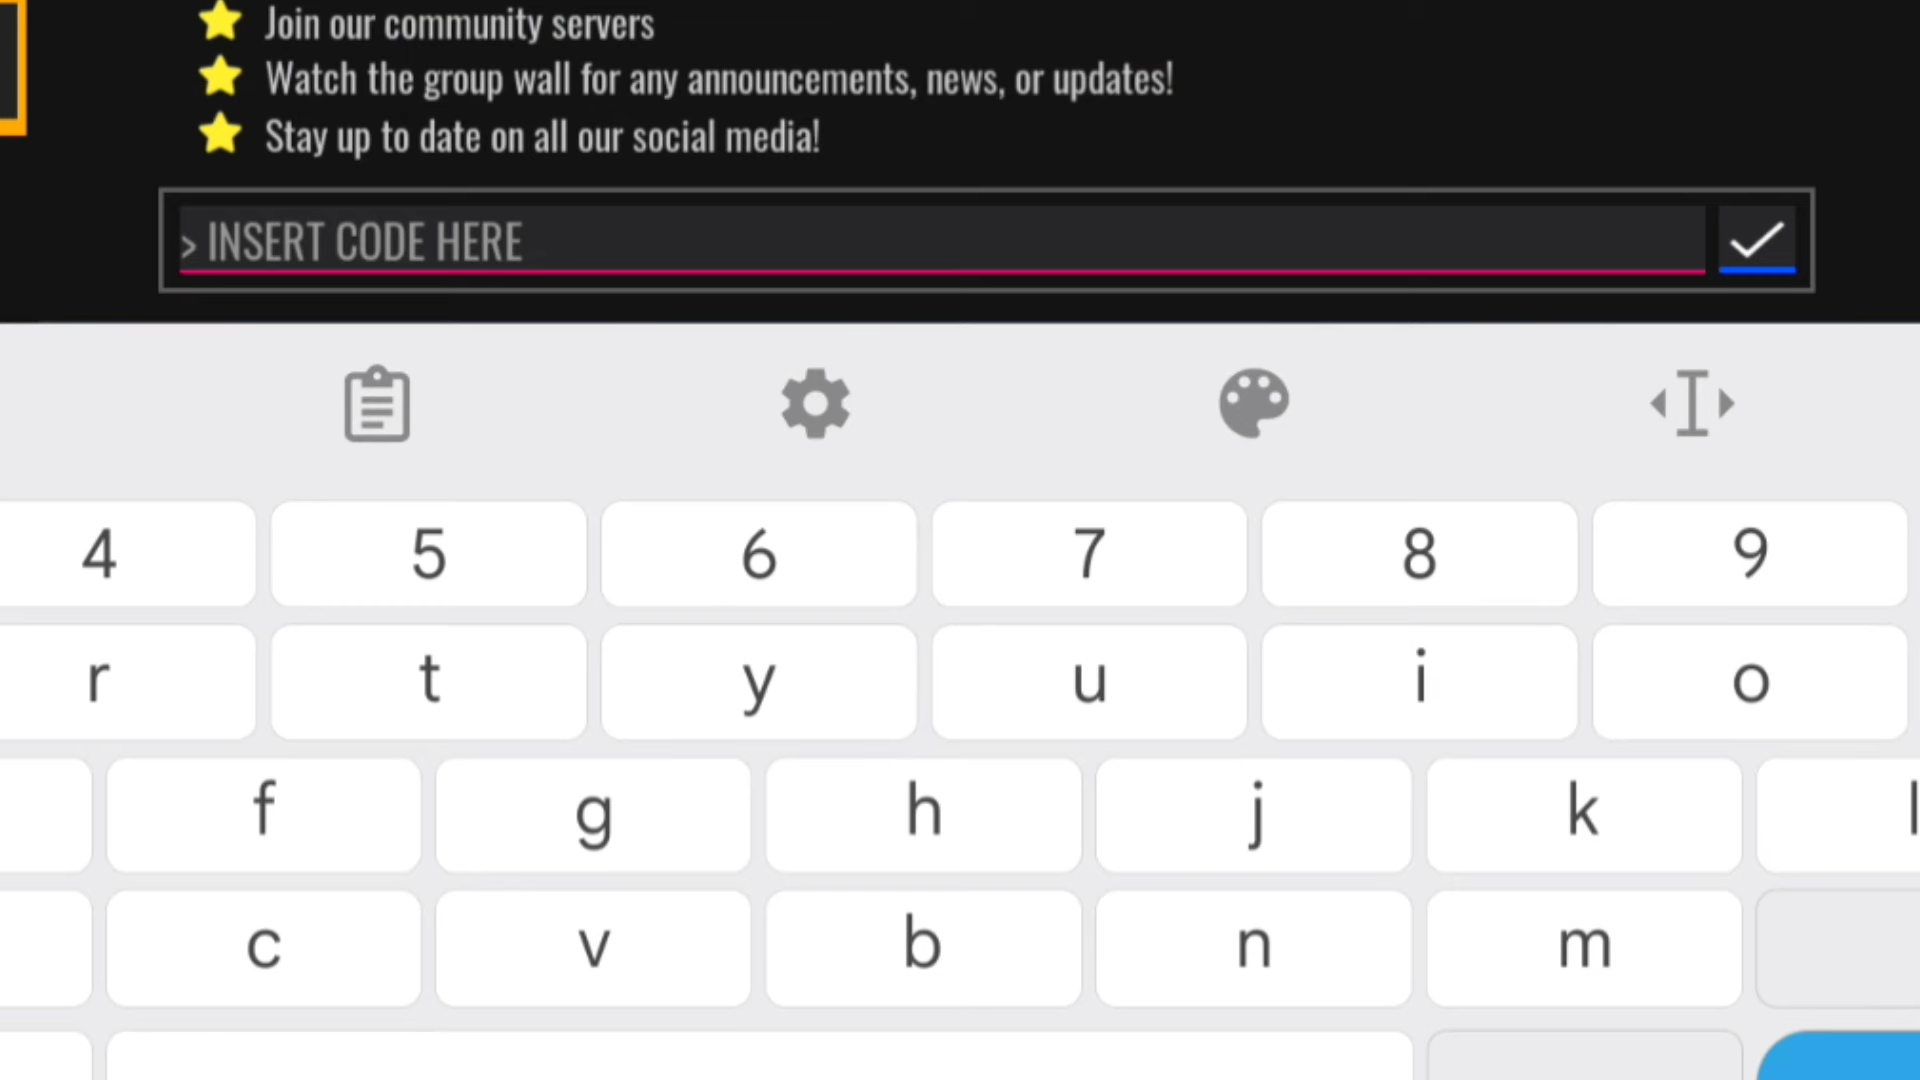 Join our community servers
Watch the group wall for any announcements, news, or updates!
Stay up to date on all our social media!
> INSERT CODE HERE
4 5 6 7 8 9
r t y u i o
f g h j k l
c v b n m